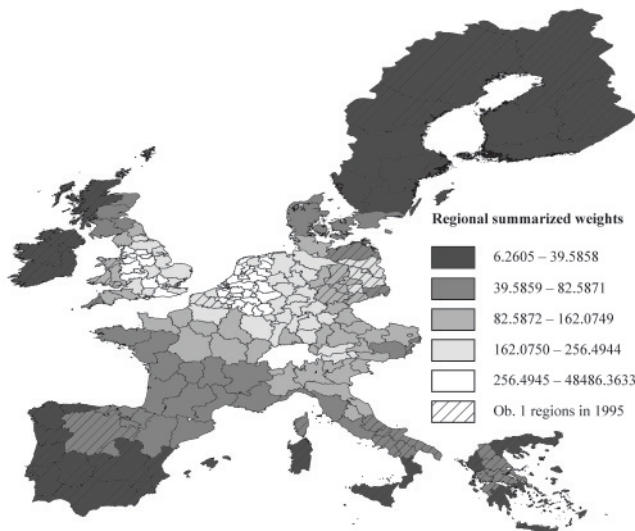 Regional summarized weights
6.2605 – 39.5858
39.5859 – 82.5871
82.5872 – 162.0749
162.0750 – 256.4944
256.4945 – 48486.3633
Ob. 1 regions in 1995